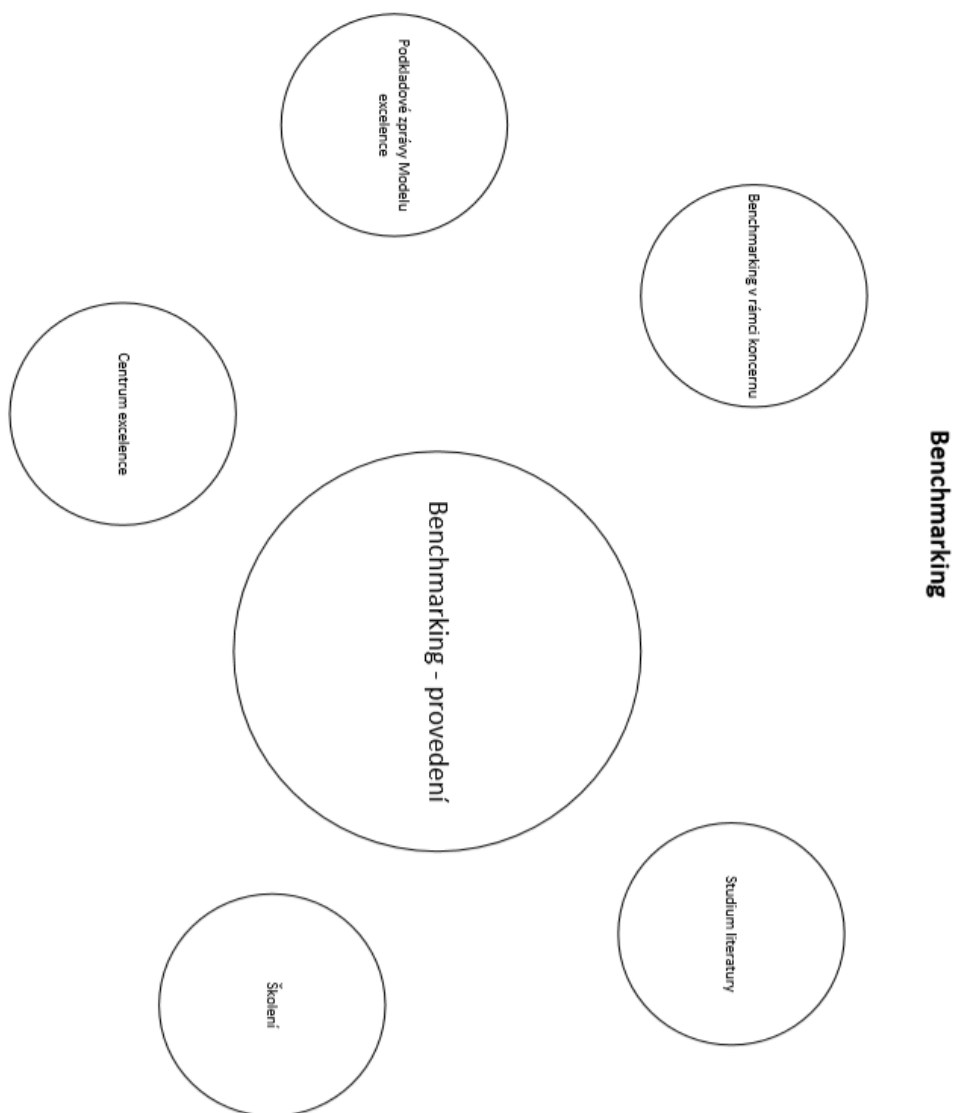 Benchmarking
Benchmarking v rámci koncernu
Studium literatury
Benchmarking - provedení
Podkladové zprávy Modelu
excelence
Školení
Centrum excelence